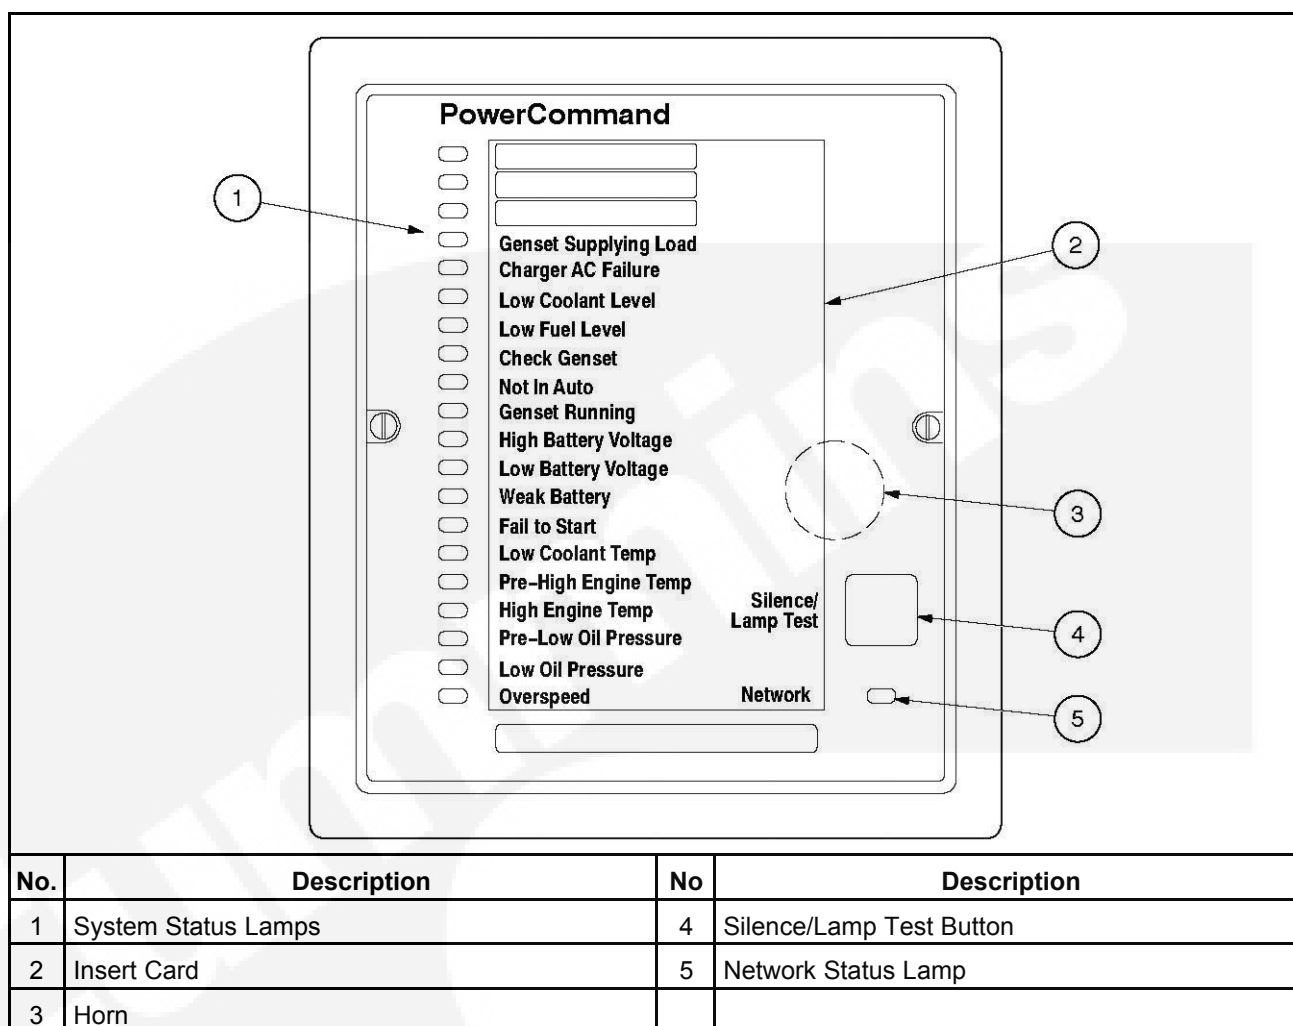 PowerCommand
1
Genset Supplying Load
2
Charger AC Failure
Low Coolant Level
Low Fuel Level
Check Genset
Not In Auto
Genset Running
High Battery Voltage
Low Battery Voltage
Weak Battery
3
Fail to Start
Low Coolant Temp
Pre-High Engine Temp
High Engine Temp
Silence/
Lamp Test
4
Pre-Low Oil Pressure
Low Oil Pressure
Overspeed
Network
5
cummins
No. Description No Description
1 System Status Lamps 4 Silence/Lamp Test Button
2 Insert Card 5 Network Status Lamp
3 Horn